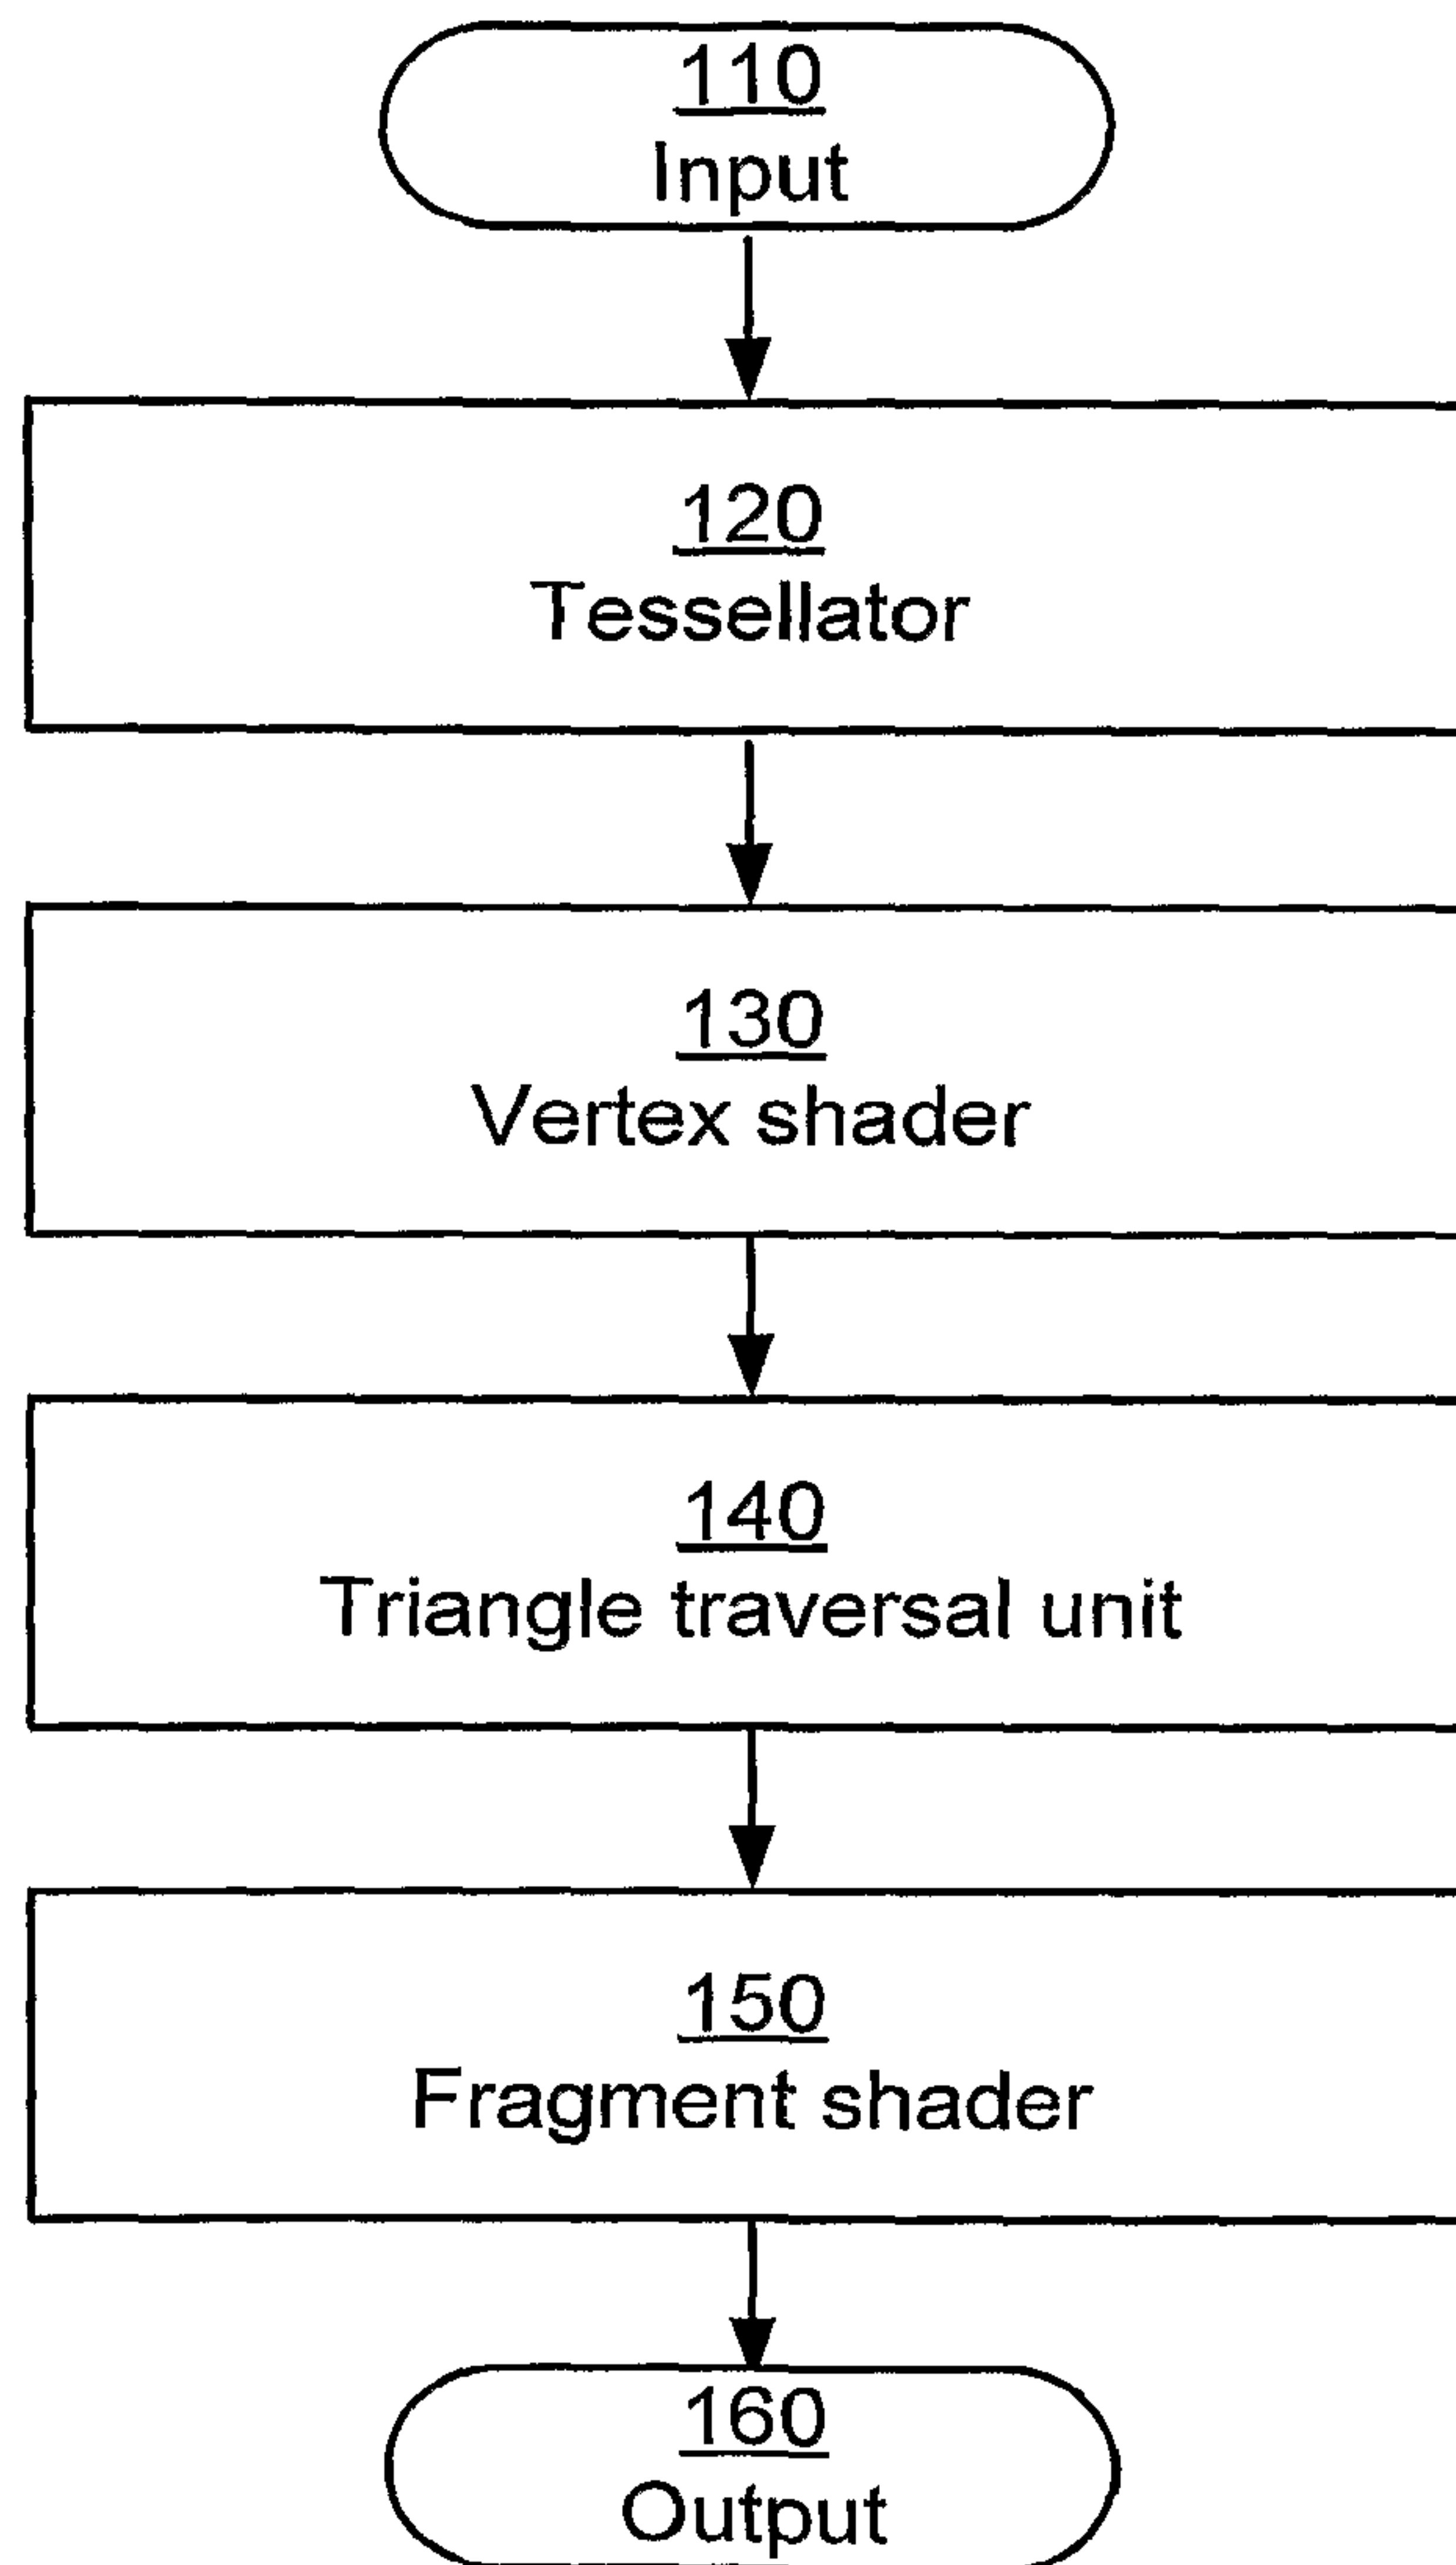 110
Input
120
Tessellator
130
Vertex shader
140
Triangle traversal unit
150
Fragment shader
160
Output